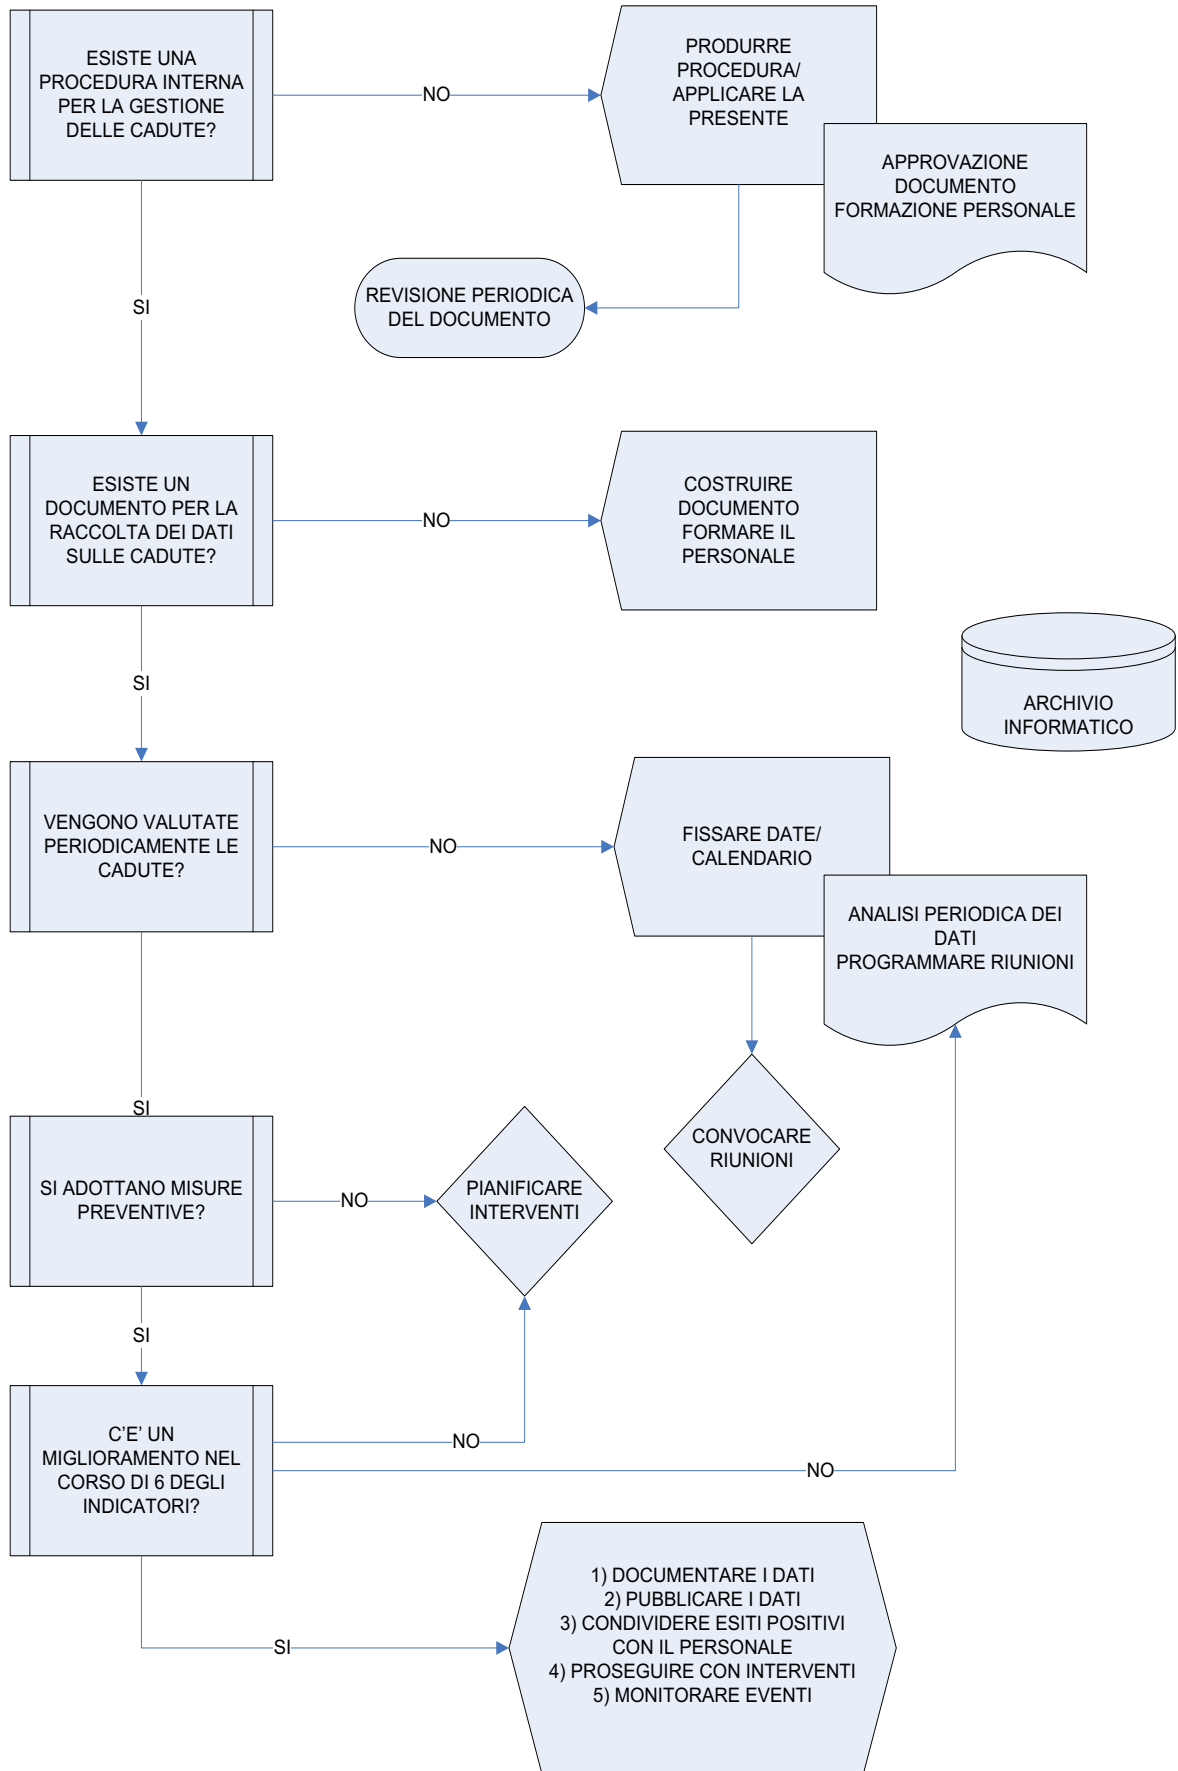 ESISTE UNA
PROCEDURA INTERNA
PER LA GESTIONE
DELLE CADUTE?
NO
PRODURRE
PROCEDURA/
APPLICARE LA
PRESENTE
APPROVAZIONE
DOCUMENTO
FORMAZIONE PERSONALE
REVISIONE PERIODICA
DEL DOCUMENTO
SI
ESISTE UN
DOCUMENTO PER LA
RACCOLTA DEI DATI
SULLE CADUTE?
NO
COSTRUIRE
DOCUMENTO
FORMARE IL
PERSONALE
ARCHIVIO
INFORMATICO
SI
VENGONO VALUTATE
PERIODICAMENTE LE
CADUTE?
NO
FISSARE DATE/
CALENDARIO
ANALISI PERIODICA DEI
DATI
PROGRAMMARE RIUNIONI
CONVOCARE
RIUNIONI
SI
SI ADOTTANO MISURE
PREVENTIVE?
NO
PIANIFICARE
INTERVENTI
SI
C'E' UN
MIGLIORAMENTO NEL
CORSO DI 6 DEGLI
INDICATORI?
NO
NO
SI
1) DOCUMENTARE I DATI
2) PUBBLICARE I DATI
3) CONDIVIDERE ESITI POSITIVI
CON IL PERSONALE
4) PROSEGUIRE CON INTERVENTI
5) MONITORARE EVENTI